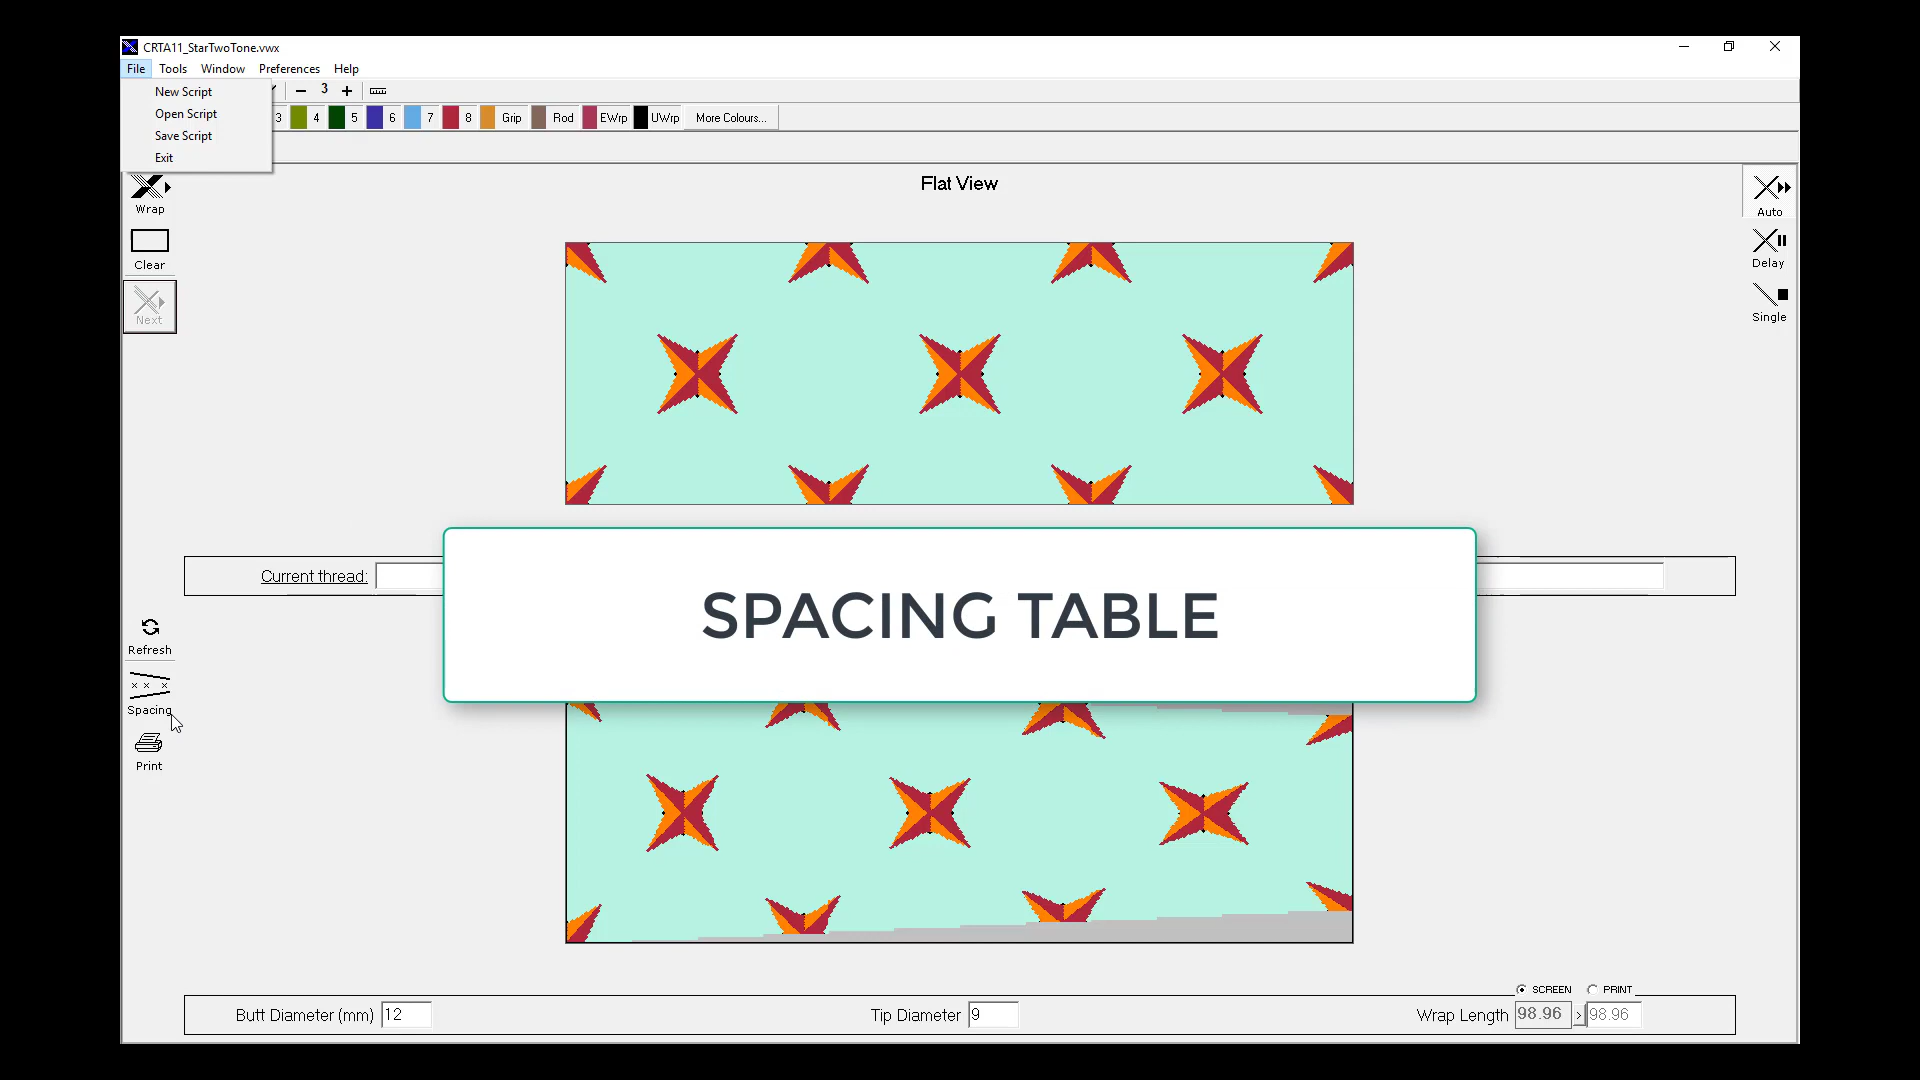 CRTA11_StarTwoTone.vwx
File Tools Window Preferences Help
New Script
Open Script
Save Script
Exit
3
3 4 5 6 7 8 Grip Rod EWrp UWrp More Colours...
Wrap
Clear
Next
Flat View
Auto
Delay
Single
Current thread:
SPACING TABLE
Refresh
Spacing
Print
SCREEN PRINT
Butt Diameter (mm) 12 Tip Diameter 9 Wrap Length 98.96 > 98.96